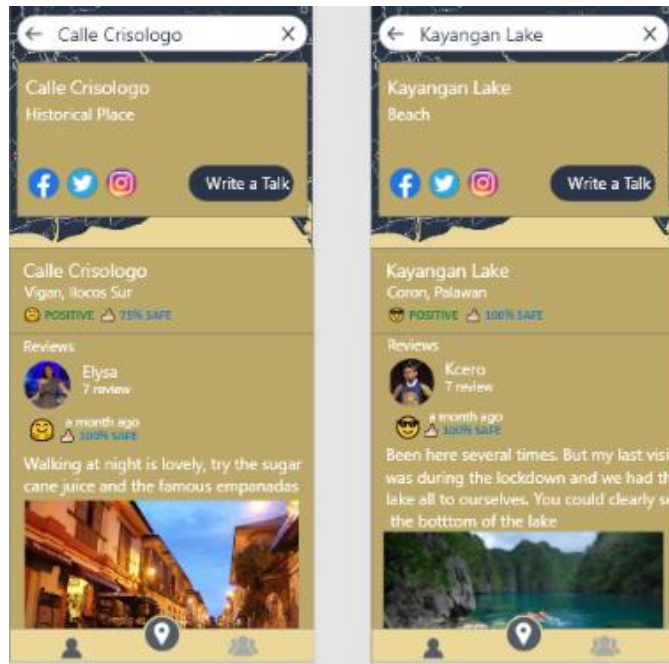 Calle Crisologo
Calle Crisologo
Historical Place
Write a Talk
Calle Crisologo
Vigan, Ilocos Sur
POSITIVE 75% SAFE
Reviews
Elysa
7 review
a month ago
100% SAFE
Walking at night is lovely, try the sugar
cane juice and the famous empanadas
Kayangan Lake
Kayangan Lake
Beach
Write a Talk
Kayangan Lake
Coron, Palawan
POSITIVE 100% SAFE
Reviews
Kcero
7 review
a month ago
100% SAFE
Been here several times. But my last visi
was during the lockdown and we had th
lake all to ourselves. You could clearly s
the botttom of the lake